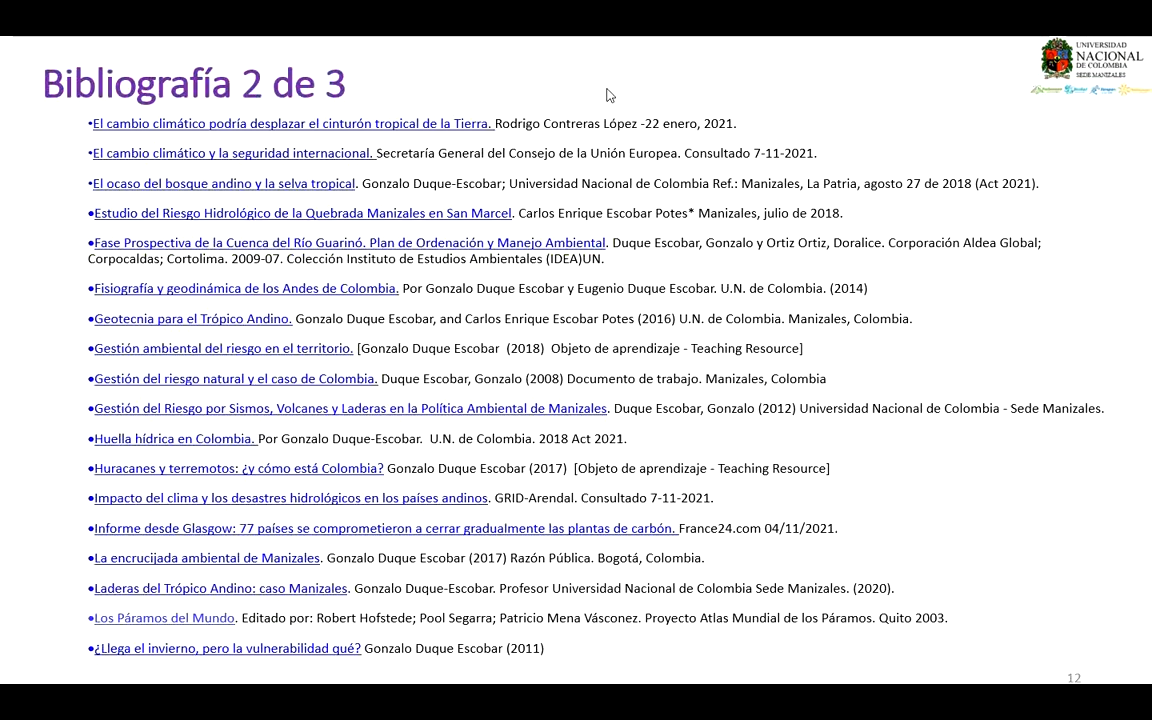 UNIVERSIDAD
NACIONAL
DE COLOMBIA
SEDE MANIZALES
Bibliografía 2 de 3
•El cambio climático podría desplazar el cinturón tropical de la Tierra. Rodrigo Contreras López -22 enero, 2021.
•El cambio climático y la seguridad internacional. Secretaría General del Consejo de la Unión Europea. Consultado 7-11-2021.
•El ocaso del bosque andino y la selva tropical. Gonzalo Duque-Escobar; Universidad Nacional de Colombia Ref.: Manizales, La Patria, agosto 27 de 2018 (Act 2021).
•Estudio del Riesgo Hidrológico de la Quebrada Manizales en San Marcel. Carlos Enrique Escobar Potes* Manizales, julio de 2018.
•Fase Prospectiva de la Cuenca del Río Guarinó. Plan de Ordenación y Manejo Ambiental. Duque Escobar, Gonzalo y Ortiz Ortiz, Doralice. Corporación Aldea Global;
Corpocaldas; Cortolima. 2009-07. Colección Instituto de Estudios Ambientales (IDEA)UN.
•Fisiografía y geodinámica de los Andes de Colombia. Por Gonzalo Duque Escobar y Eugenio Duque Escobar. U.N. de Colombia. (2014)
•Geotecnia para el Trópico Andino. Gonzalo Duque Escobar, and Carlos Enrique Escobar Potes (2016) U.N. de Colombia. Manizales, Colombia.
•Gestión ambiental del riesgo en el territorio. [Gonzalo Duque Escobar (2018) Objeto de aprendizaje - Teaching Resource]
•Gestión del riesgo natural y el caso de Colombia. Duque Escobar, Gonzalo (2008) Documento de trabajo. Manizales, Colombia
•Gestión del Riesgo por Sismos, Volcanes y Laderas en la Política Ambiental de Manizales. Duque Escobar, Gonzalo (2012) Universidad Nacional de Colombia - Sede Manizales.
•Huella hídrica en Colombia. Por Gonzalo Duque-Escobar. U.N. de Colombia. 2018 Act 2021.
•Huracanes y terremotos: ¿y cómo está Colombia? Gonzalo Duque Escobar (2017) [Objeto de aprendizaje - Teaching Resource]
•Impacto del clima y los desastres hidrológicos en los países andinos. GRID-Arendal. Consultado 7-11-2021.
•Informe desde Glasgow: 77 países se comprometieron a cerrar gradualmente las plantas de carbón. France24.com 04/11/2021.
•La encrucijada ambiental de Manizales. Gonzalo Duque Escobar (2017) Razón Pública. Bogotá, Colombia.
•Laderas del Trópico Andino: caso Manizales. Gonzalo Duque-Escobar. Profesor Universidad Nacional de Colombia Sede Manizales. (2020).
•Los Páramos del Mundo. Editado por: Robert Hofstede; Pool Segarra; Patricio Mena Vásconez. Proyecto Atlas Mundial de los Páramos. Quito 2003.
•¿Llega el invierno, pero la vulnerabilidad qué? Gonzalo Duque Escobar (2011)
12